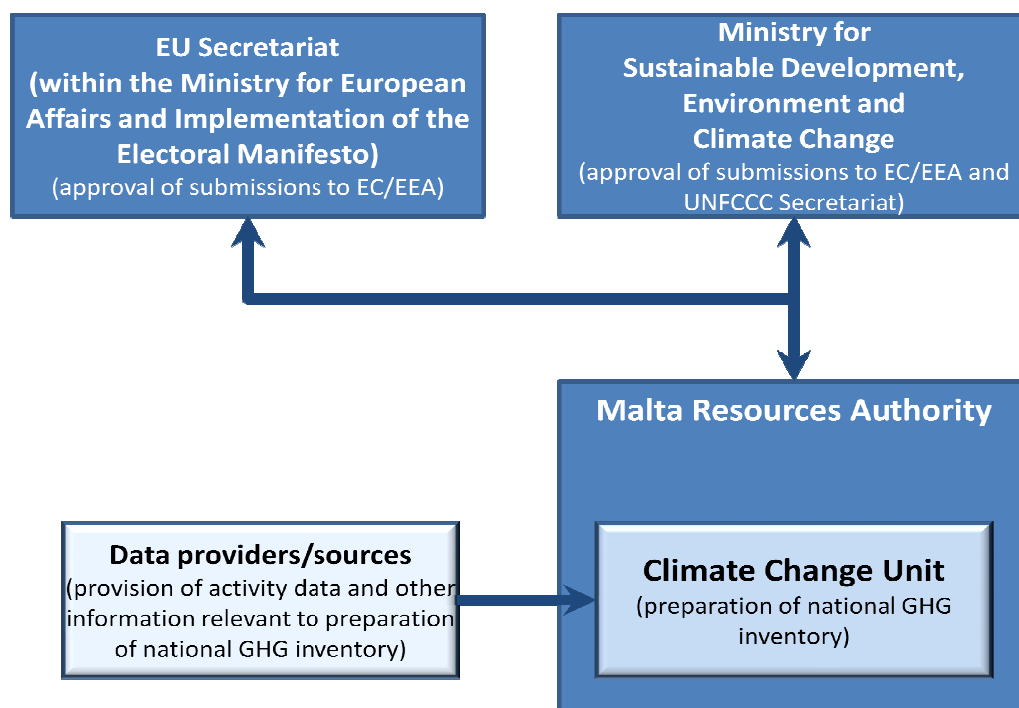 EU Secretariat
(within the Ministry for European
Affairs and Implementation of the
Electoral Manifesto)
(approval of submissions to EC/EEA)
Ministry for
Sustainable Development,
Environment and
Climate Change
(approval of submissions to EC/EEA and
UNFCCC Secretariat)
Malta Resources Authority
Data providers/sources
(provision of activity data and other
information relevant to preparation
of national GHG inventory)
Climate Change Unit
(preparation of national GHG
inventory)